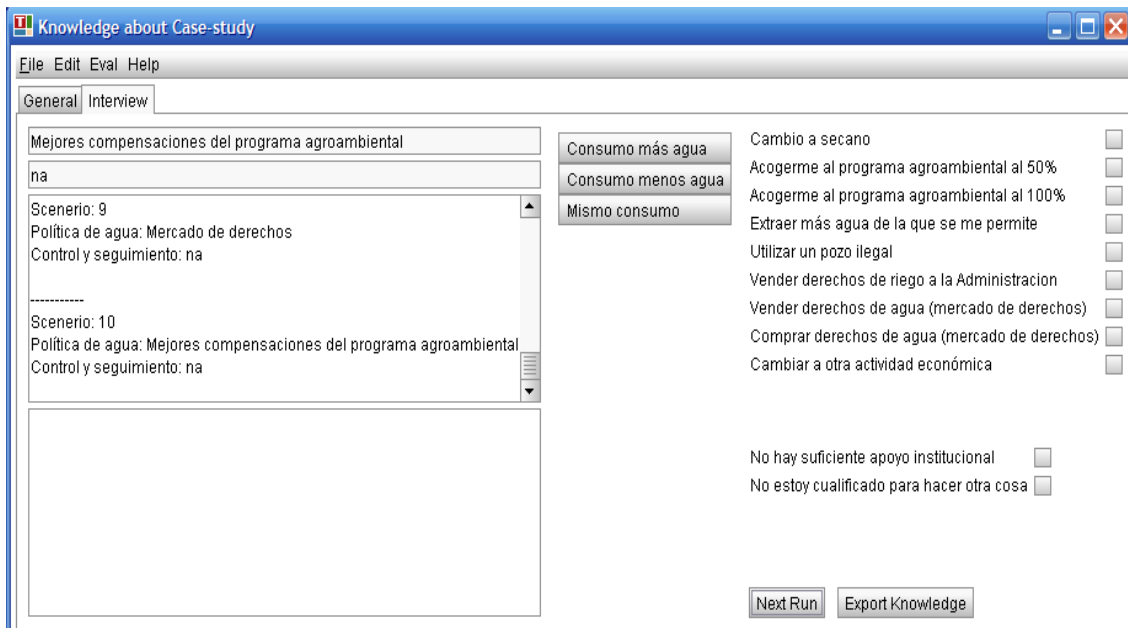 Knowledge about Case-study
File Edit Eval Help
General Interview
Mejores compensaciones del programa agroambiental
na
Scenerio: 9
Política de agua: Mercado de derechos
Control y seguimiento: na
-----------
Scenerio: 10
Política de agua: Mejores compensaciones del programa agroambiental
Control y seguimiento: na
Consumo más agua
Consumo menos agua
Mismo consumo
Cambio a secano
Acogerme al programa agroambiental al 50%
Acogerme al programa agroambiental al 100%
Extraer más agua de la que se me permite
Utilizar un pozo ilegal
Vender derechos de riego a la Administracion
Vender derechos de agua (mercado de derechos)
Comprar derechos de agua (mercado de derechos)
Cambiar a otra actividad económica
No hay suficiente apoyo institucional
No estoy cualificado para hacer otra cosa
Next Run Export Knowledge